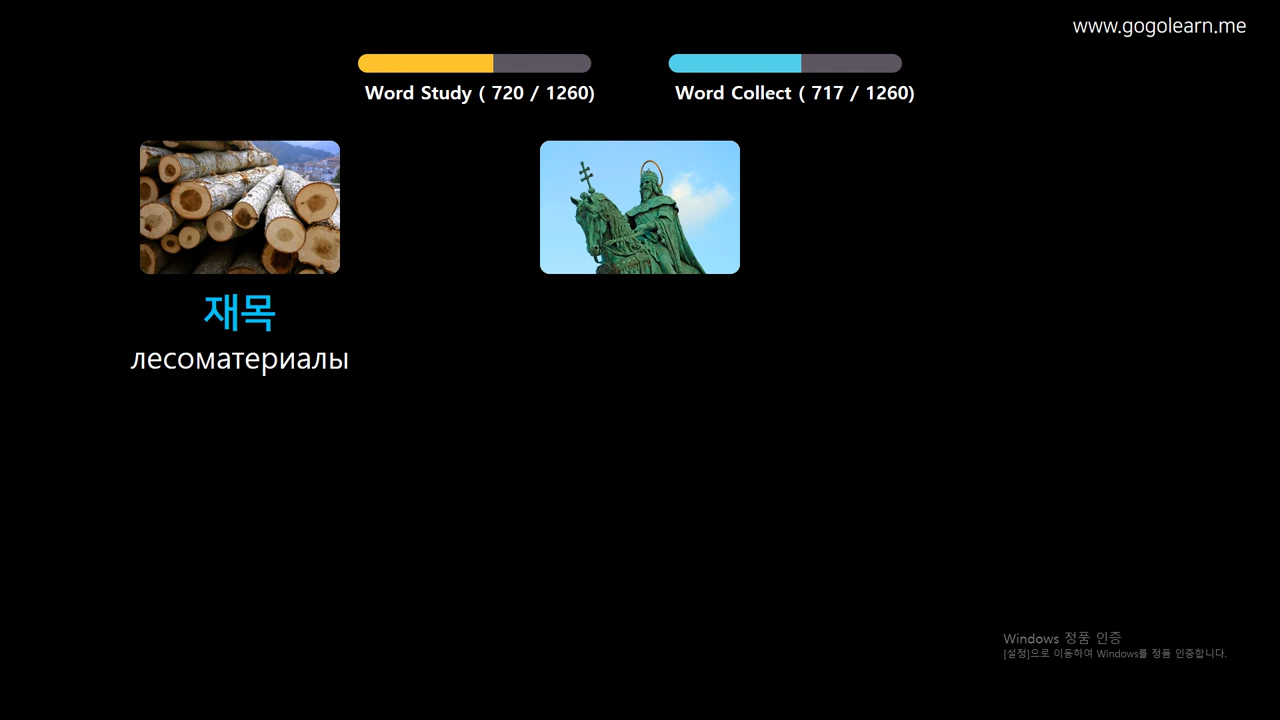 www.gogolearn.me
Word Study ( 720 / 1260)
Word Collect ( 717 / 1260)
재목
лесоматериалы
Windows 정품 인증
[설정]으로 이동하여 Windows를 정품 인증합니다.